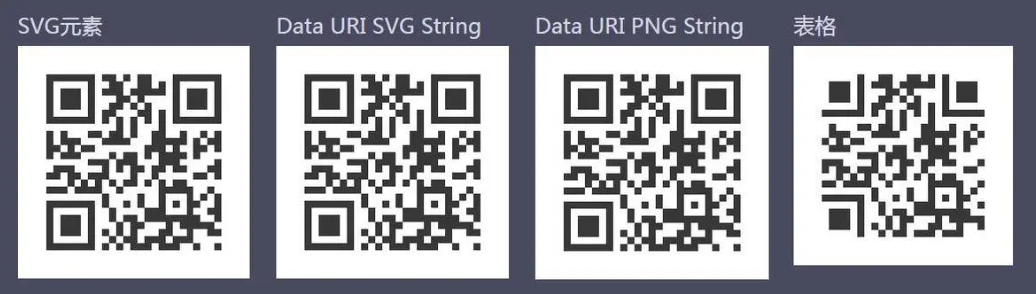 SVG元素
Data URI SVG String
Data URI PNG String
表格